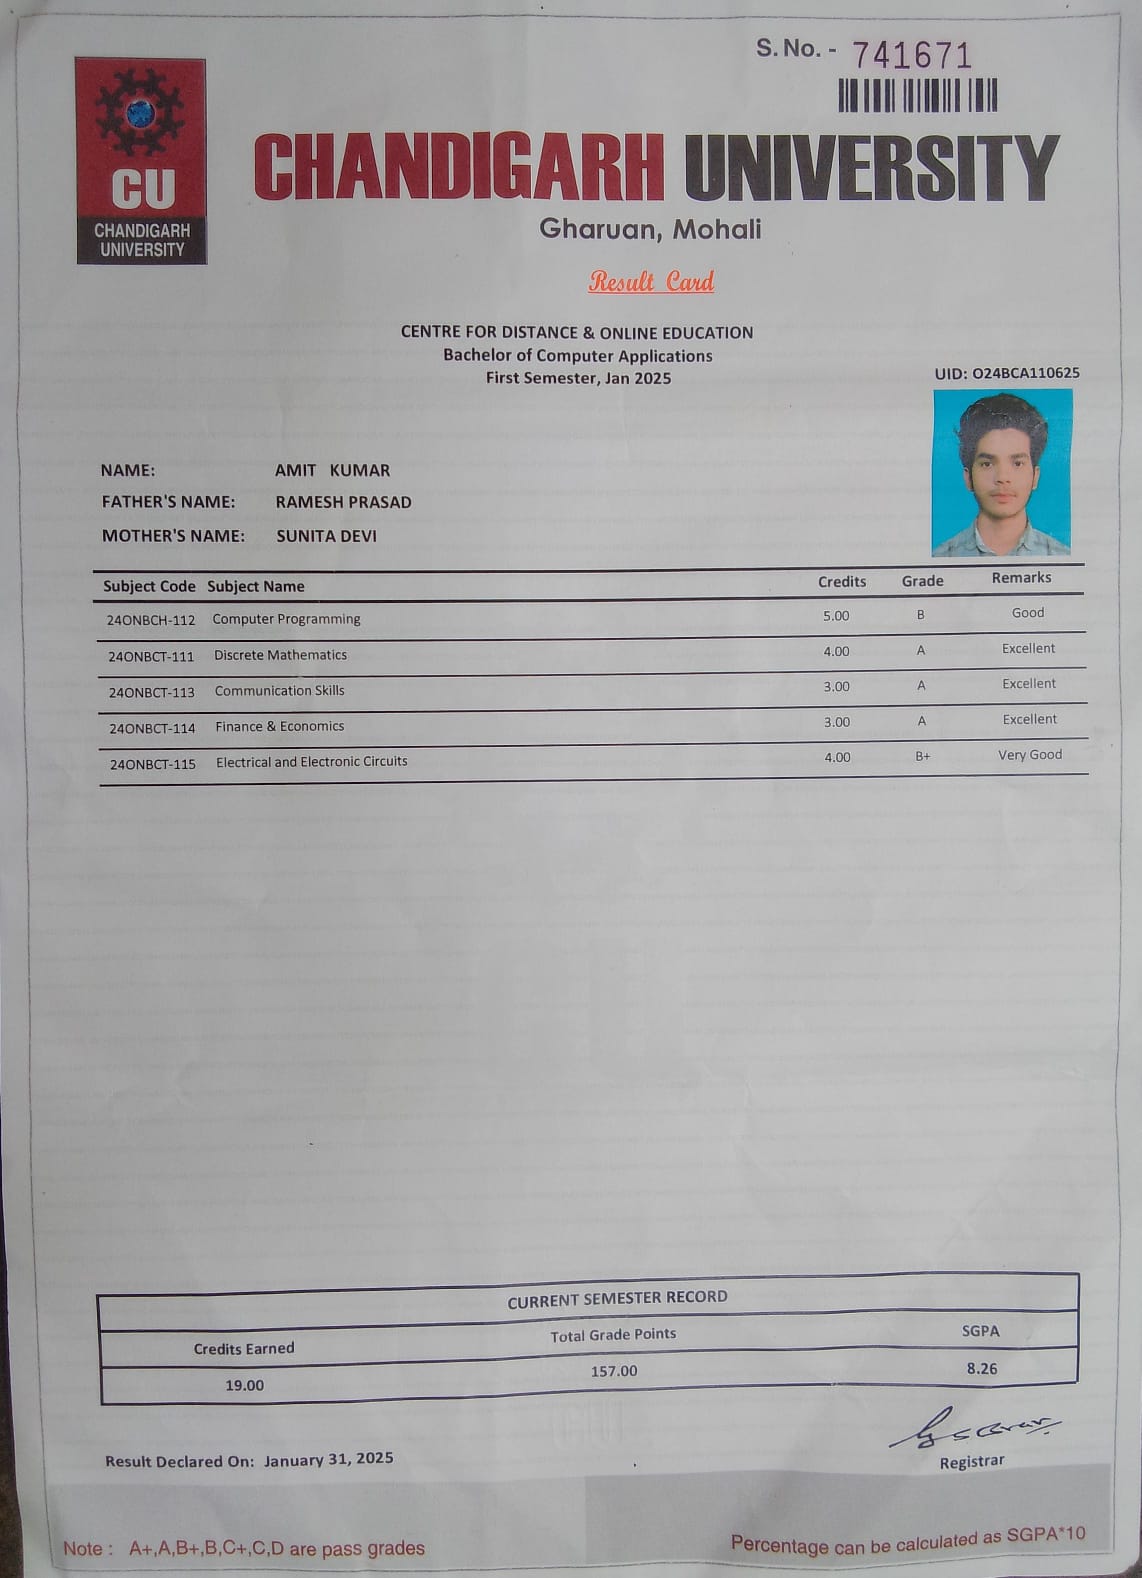 S. No. - 741671
CU
CHANDIGARH
UNIVERSITY
CHANDIGARH UNIVERSITY
Gharuan, Mohali
Result Card
CENTRE FOR DISTANCE & ONLINE EDUCATION
Bachelor of Computer Applications
First Semester, Jan 2025
UID: O24BCA110625
NAME: AMIT KUMAR
FATHER'S NAME: RAMESH PRASAD
MOTHER'S NAME: SUNITA DEVI
Subject Code Subject Name Credits Grade Remarks
24ONBCH-112 Computer Programming 5.00 B Good
24ONBCT-111 Discrete Mathematics 4.00 A Excellent
24ONBCT-113 Communication Skills 3.00 A Excellent
24ONBCT-114 Finance & Economics 3.00 A Excellent
24ONBCT-115 Electrical and Electronic Circuits 4.00 B+ Very Good
CURRENT SEMESTER RECORD
Credits Earned Total Grade Points SGPA
19.00 157.00 8.26
Result Declared On: January 31, 2025
Registrar
Note : A+,A,B+,B,C+,C,D are pass grades
Percentage can be calculated as SGPA*10